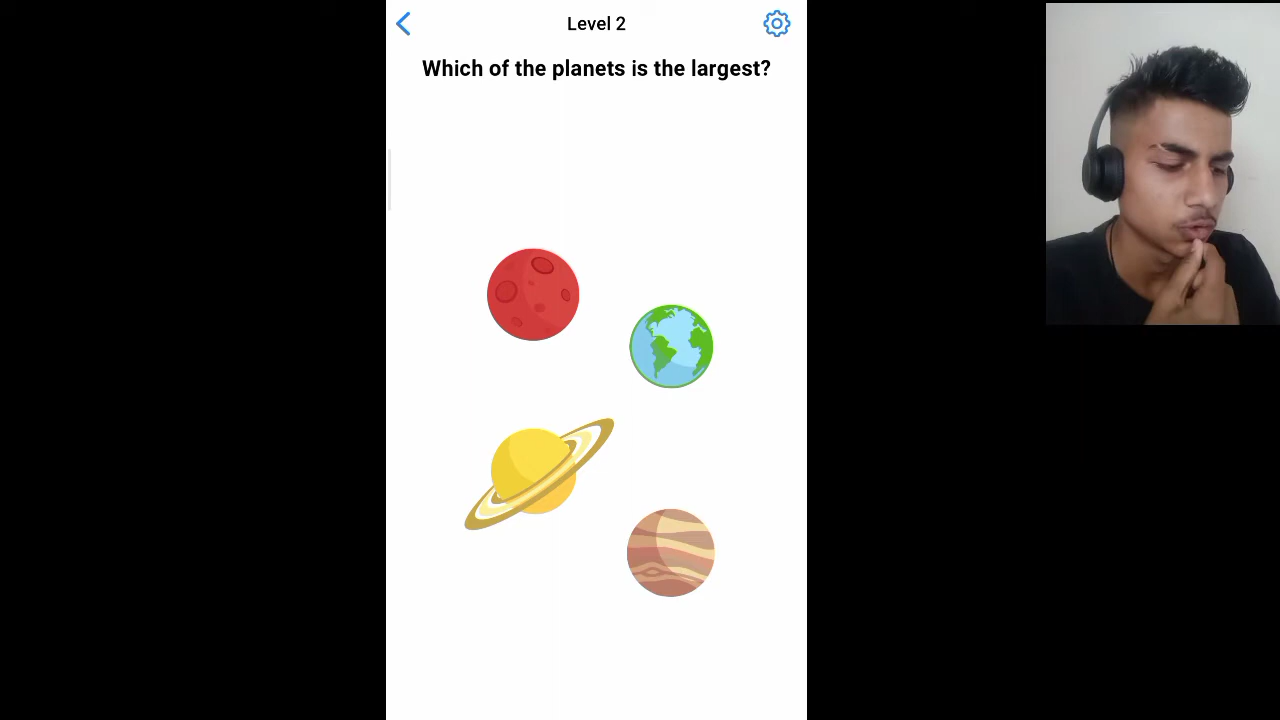 Level 2
Which of the planets is the largest?